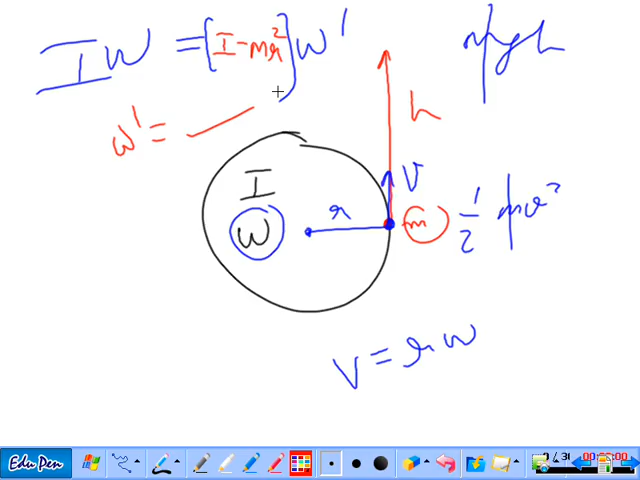 Iω = [I - mr²] ω'
mgh
ω' =
h
I
V
r
ω
m
½ mv²
V = rω
Edu Pen